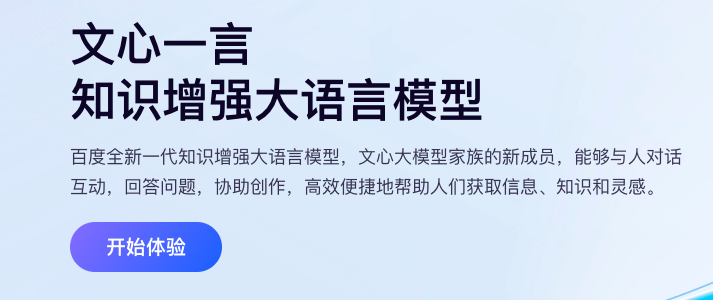 文心一言
知识增强大语言模型
百度全新一代知识增强大语言模型，文心大模型家族的新成员，能够与人对话
互动，回答问题，协助创作，高效便捷地帮助人们获取信息、知识和灵感。
开始体验